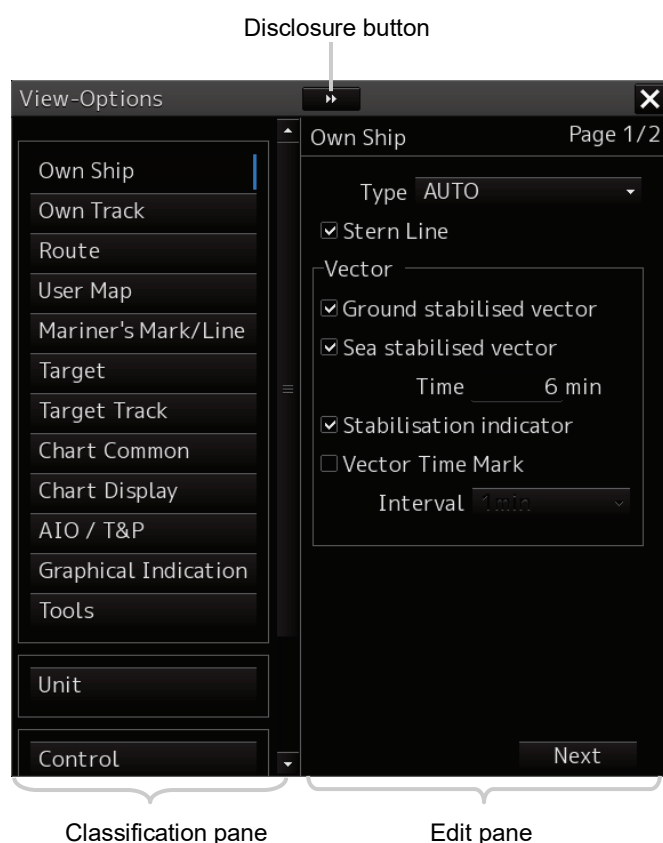 Disclosure button
View-Options
Own Ship Page 1/2
Own Ship
Own Track
Route
User Map
Mariner's Mark/Line
Target
Target Track
Chart Common
Chart Display
AIO / T&P
Graphical Indication
Tools
Unit
Control
Type AUTO
Stern Line
Vector
Ground stabilised vector
Sea stabilised vector
Time 6 min
Stabilisation indicator
Vector Time Mark
Interval 1min
Next
Classification pane
Edit pane